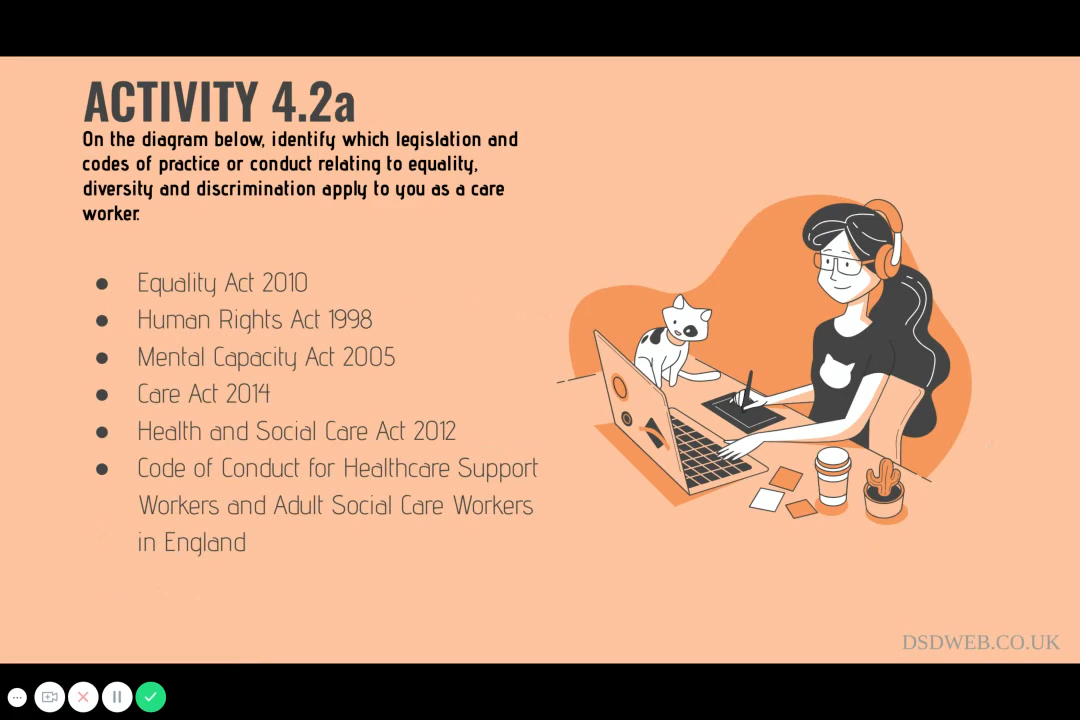 ACTIVITY 4.2a
On the diagram below, identify which legislation and
codes of practice or conduct relating to equality,
diversity and discrimination apply to you as a care
worker.
● Equality Act 2010
● Human Rights Act 1998
● Mental Capacity Act 2005
● Care Act 2014
● Health and Social Care Act 2012
● Code of Conduct for Healthcare Support
Workers and Adult Social Care Workers
in England
DSDWEB.CO.UK